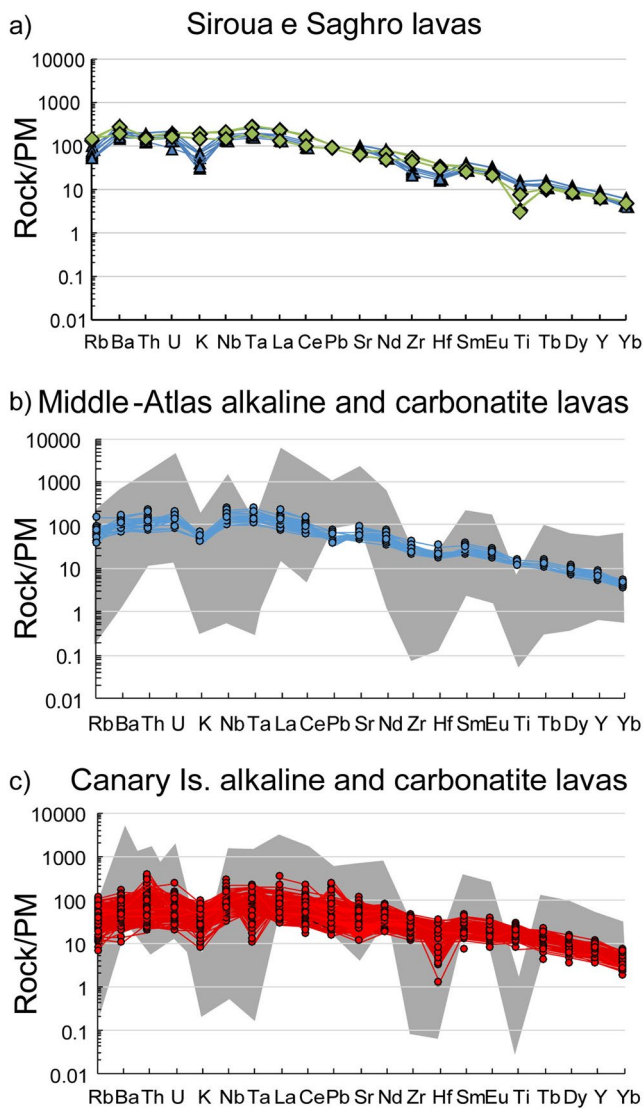 a) Siroua e Saghro lavas
10000
1000
100
10
1
0.1
0.01
Rock/PM
Rb Ba Th U K Nb Ta La Ce Pb Sr Nd Zr Hf Sm Eu Ti Tb Dy Y Yb
b) Middle-Atlas alkaline and carbonatite lavas
10000
1000
100
10
1
0.1
0.01
Rock/PM
Rb Ba Th U K Nb Ta La Ce Pb Sr Nd Zr Hf Sm Eu Ti Tb Dy Y Yb
c) Canary Is. alkaline and carbonatite lavas
10000
1000
100
10
1
0.1
0.01
Rock/PM
Rb Ba Th U K Nb Ta La Ce Pb Sr Nd Zr Hf Sm Eu Ti Tb Dy Y Yb